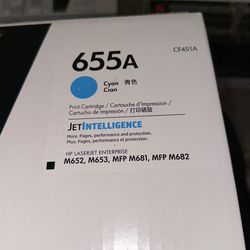 655A
CF451A
Cyan 青色
Cian
Print Cartridge / Cartouche d'Impression /
Cartucho de Impresión / 打印硒鼓
JETINTELLIGENCE
More. Pages, performance and protection.
Plus. Pages, performance et protection.
HP LASERJET ENTERPRISE
M652, M653, MFP M681, MFP M682